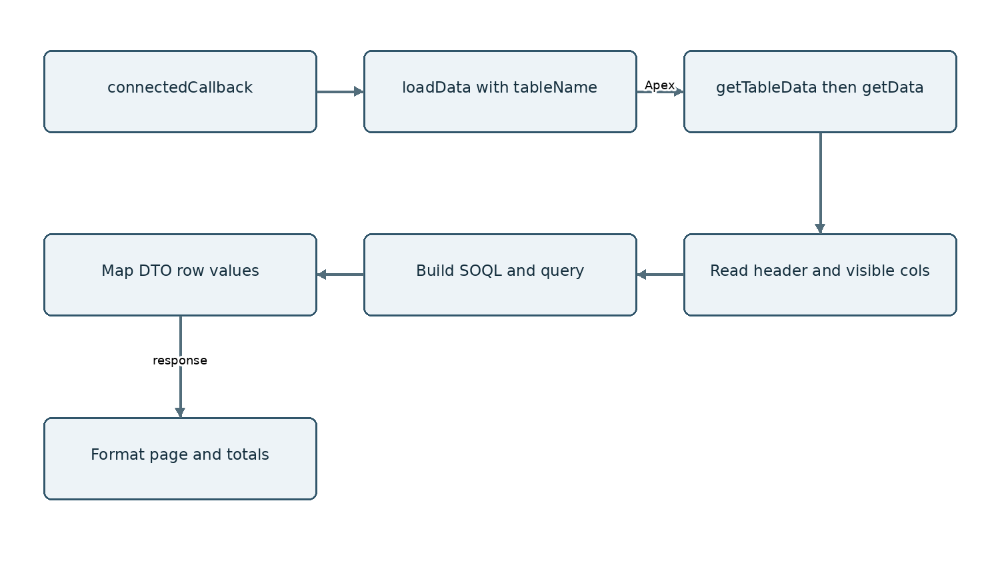 connectedCallback
loadData with tableName
Apex
getTableData then getData
Read header and visible cols
Build SOQL and query
Map DTO row values
response
Format page and totals